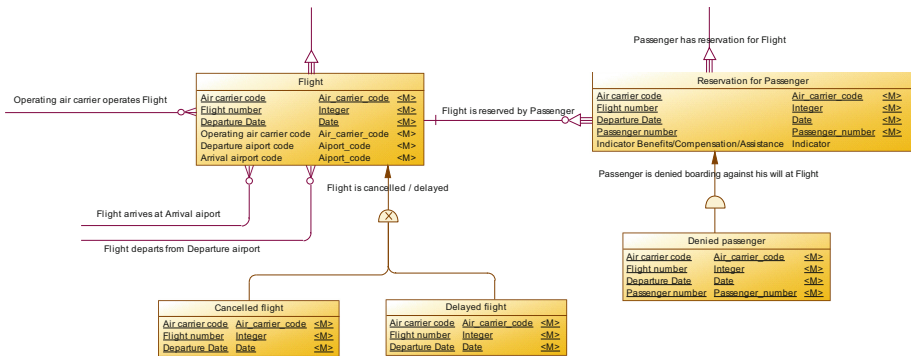 Passenger has reservation for Flight
Flight
Air carrier code Air_carrier_code <M>
Flight number Integer <M>
Departure Date Date <M>
Operating air carrier code Air_carrier_code <M>
Departure aiport code Aiport_code <M>
Arrival airport code Aiport_code <M>
Operating air carrier operates Flight
Flight is reserved by Passenger
Reservation for Passenger
Air carrier code Air_carrier_code <M>
Flight number Integer <M>
Departure Date Date <M>
Passenger number Passenger_number <M>
Indicator Benefits/Compensation/Assistance Indicator
Flight is cancelled / delayed
Passenger is denied boarding against his will at Flight
Flight arrives at Arrival aiport
Flight departs from Departure airport
Denied passenger
Air carrier code Air_carrier_code <M>
Flight number Integer <M>
Departure Date Date <M>
Passenger number Passenger_number <M>
Cancelled flight
Air carrier code Air_carrier_code <M>
Flight number Integer <M>
Departure Date Date <M>
Delayed flight
Air carrier code Air_carrier_code <M>
Flight number Integer <M>
Departure Date Date <M>